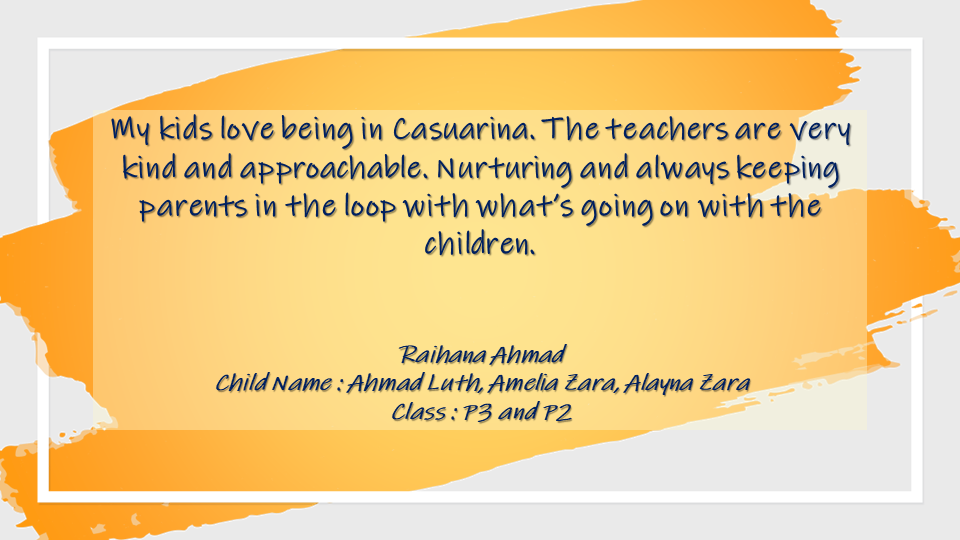 My kids love being in Casuarina. The teachers are very
kind and approachable. Nurturing and always keeping
parents in the loop with what's going on with the
children.
Raihana Ahmad
Child Name : Ahmad Luth, Amelia Zara, Alayna Zara
Class : P3 and P2